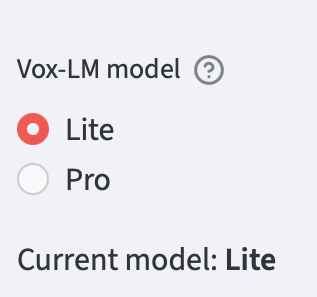 Vox-LM model ?
Lite
Pro
Current model: Lite